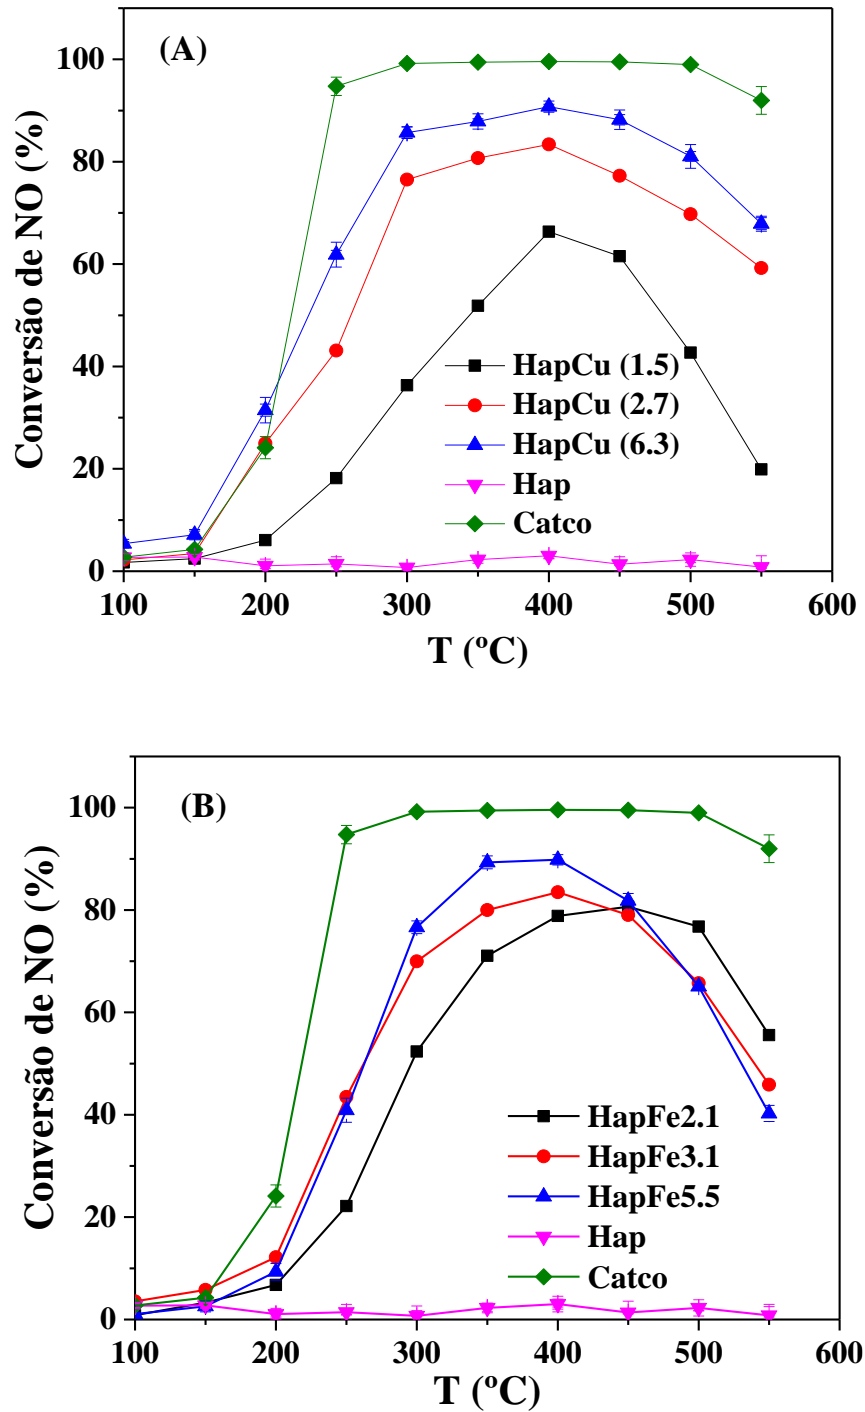 (A)
Conversão de NO (%)
100
80
60
40
20
0
HapCu (1.5)
HapCu (2.7)
HapCu (6.3)
Hap
Catco
100 200 300 400 500 600
T (ºC)
(B)
Conversão de NO (%)
100
80
60
40
20
0
HapFe2.1
HapFe3.1
HapFe5.5
Hap
Catco
100 200 300 400 500 600
T (ºC)